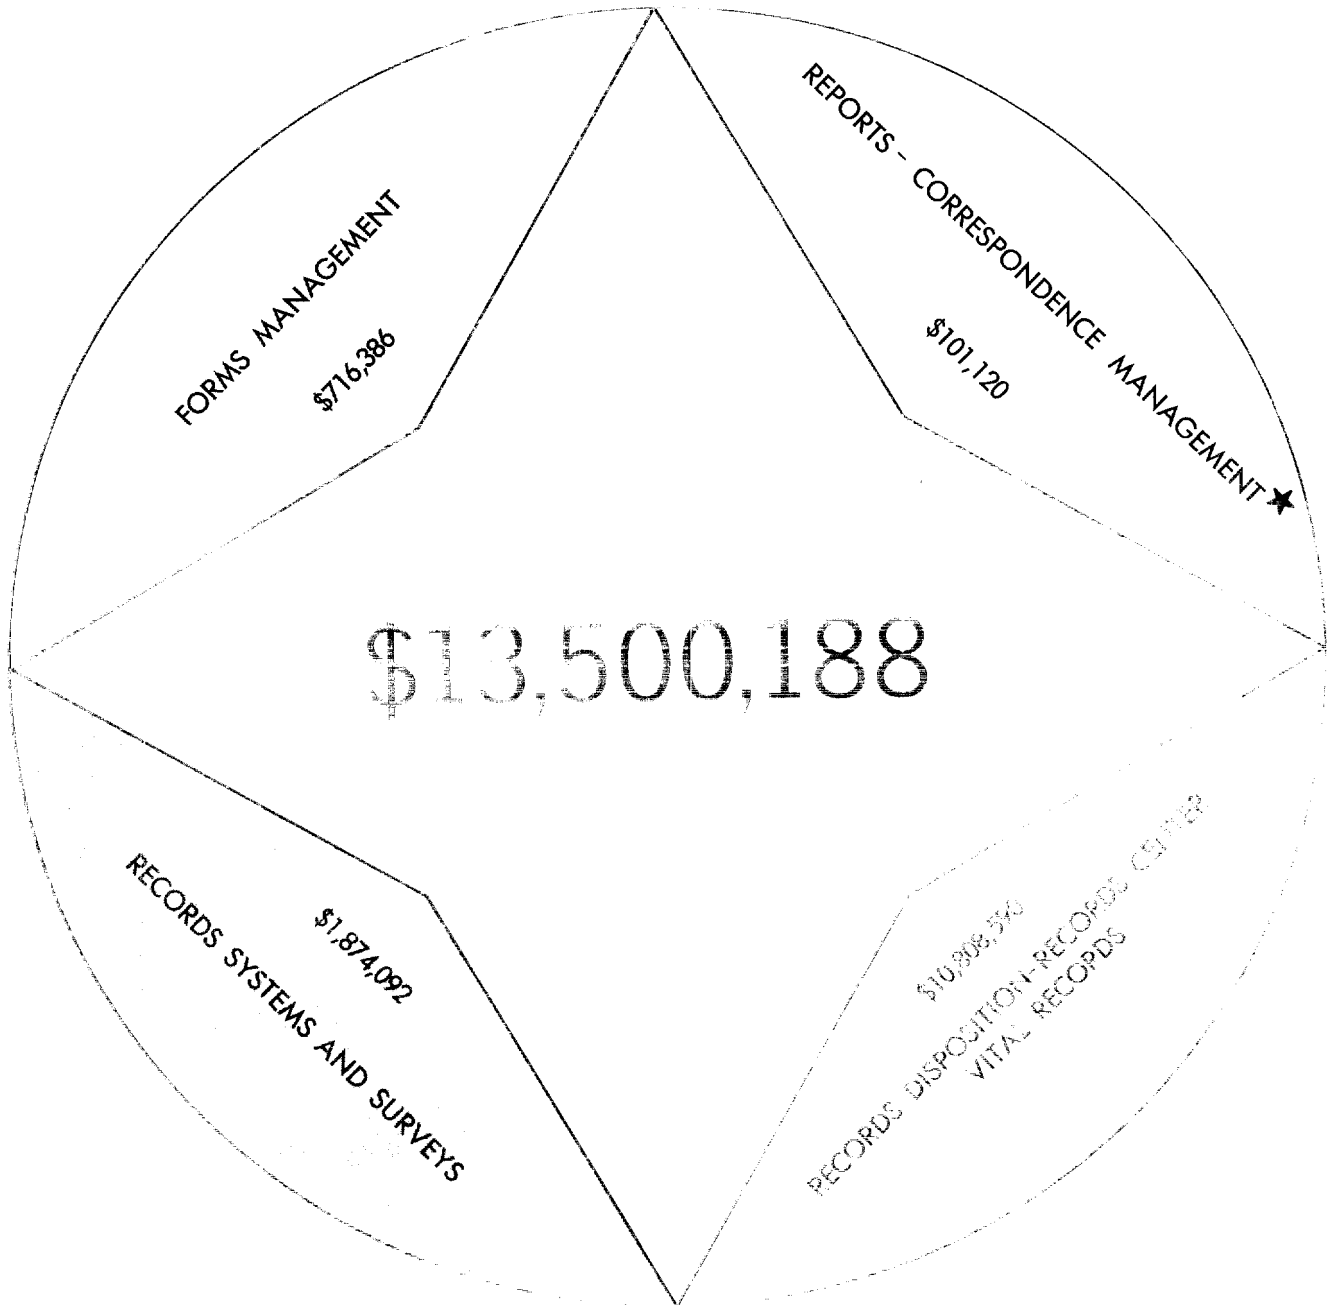 FORMS MANAGEMENT
$716,386
REPORTS - CORRESPONDENCE MANAGEMENT ★
$101,120
$13,500,188
$1,874,092
RECORDS SYSTEMS AND SURVEYS
$10,808,590
RECORDS DISPOSITION-RECORDS CENTER
VITAL RECORDS